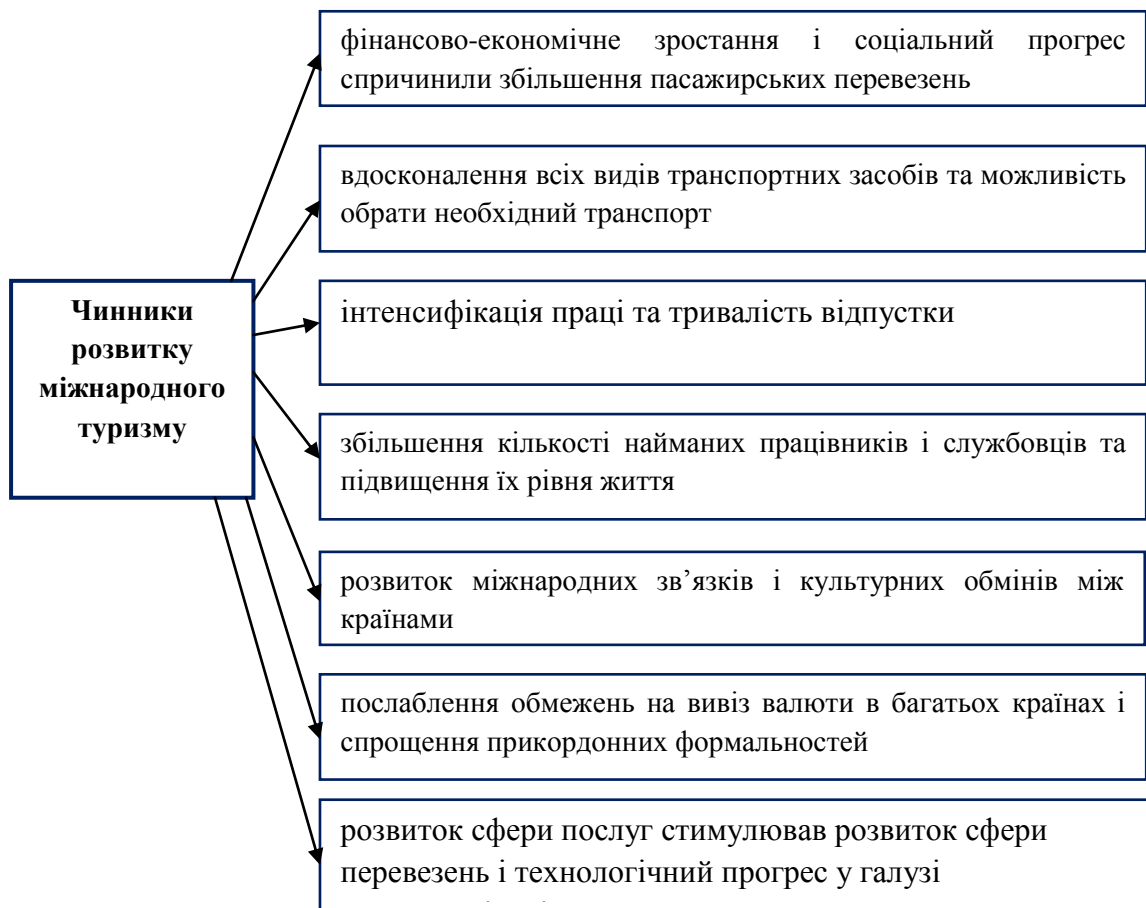 фінансово-економічне зростання і соціальний прогрес
спричинили збільшення пасажирських перевезень
вдосконалення всіх видів транспортних засобів та можливість
обрати необхідний транспорт
Чинники
розвитку
міжнародного
туризму
інтенсифікація праці та тривалість відпустки
збільшення кількості найманих працівників і службовців та
підвищення їх рівня життя
розвиток міжнародних зв’язків і культурних обмінів між
країнами
послаблення обмежень на вивіз валюти в багатьох країнах і
спрощення прикордонних формальностей
розвиток сфери послуг стимулював розвиток сфери
перевезень і технологічний прогрес у галузі